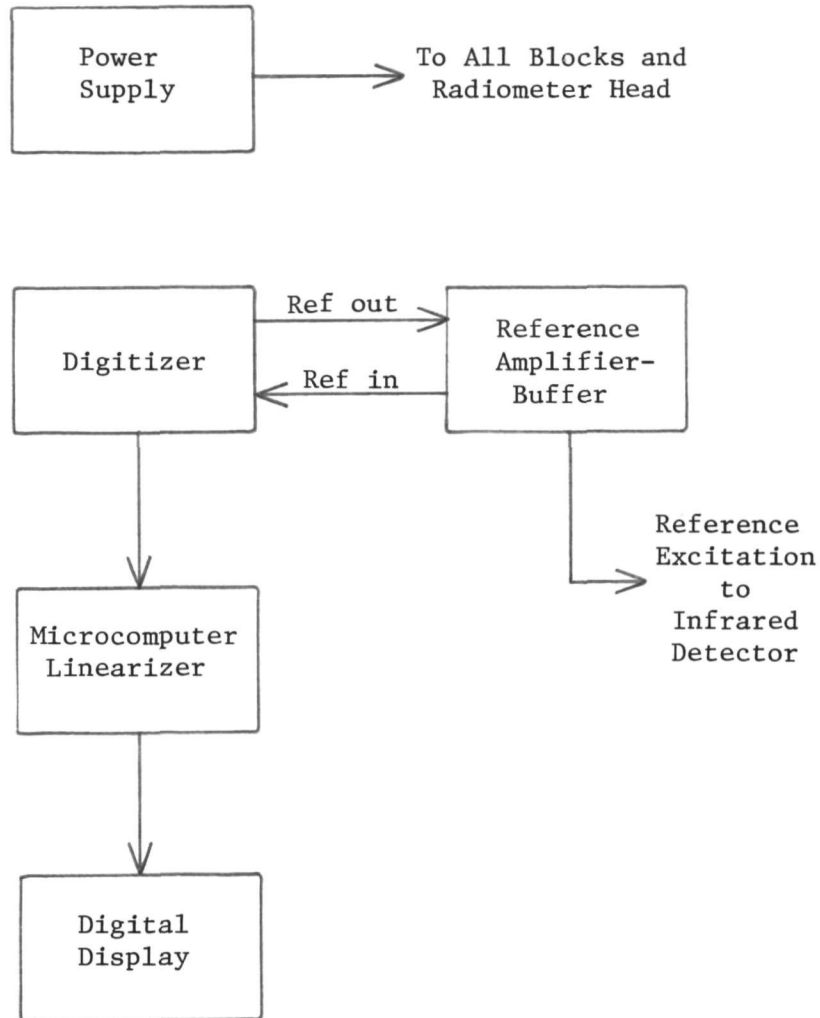 Power
Supply
To All Blocks and
Radiometer Head
Digitizer
Ref out
Ref in
Reference
Amplifier-
Buffer
Reference
Excitation
to
Infrared
Detector
Microcomputer
Linearizer
Digital
Display